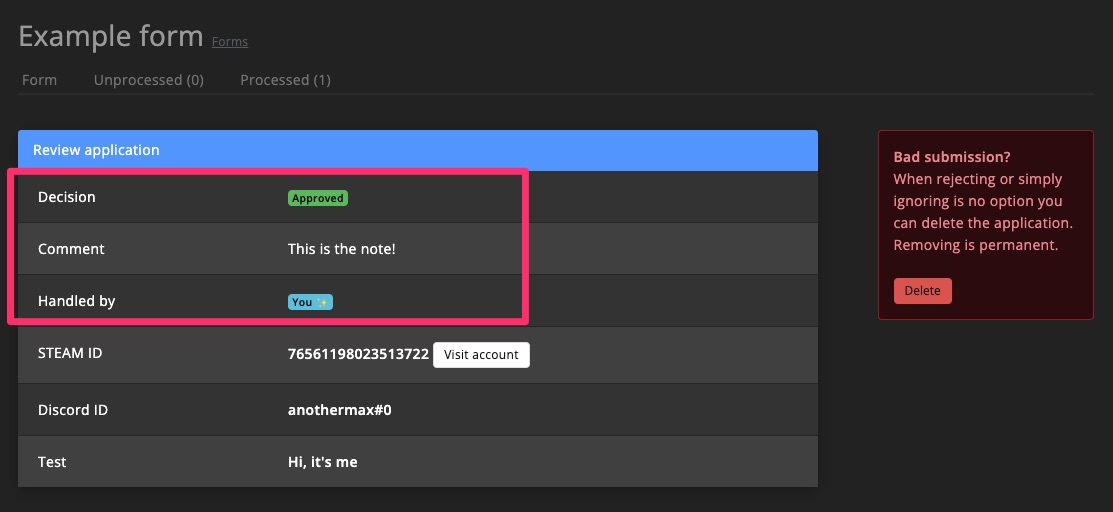 Example form Forms
Form Unprocessed (0) Processed (1)
Review application
Decision Approved
Comment This is the note!
Handled by You ✨
STEAM ID 76561198023513722 Visit account
Discord ID anothermax#0
Test Hi, it's me
Bad submission?
When rejecting or simply
ignoring is no option you
can delete the application.
Removing is permanent.
Delete